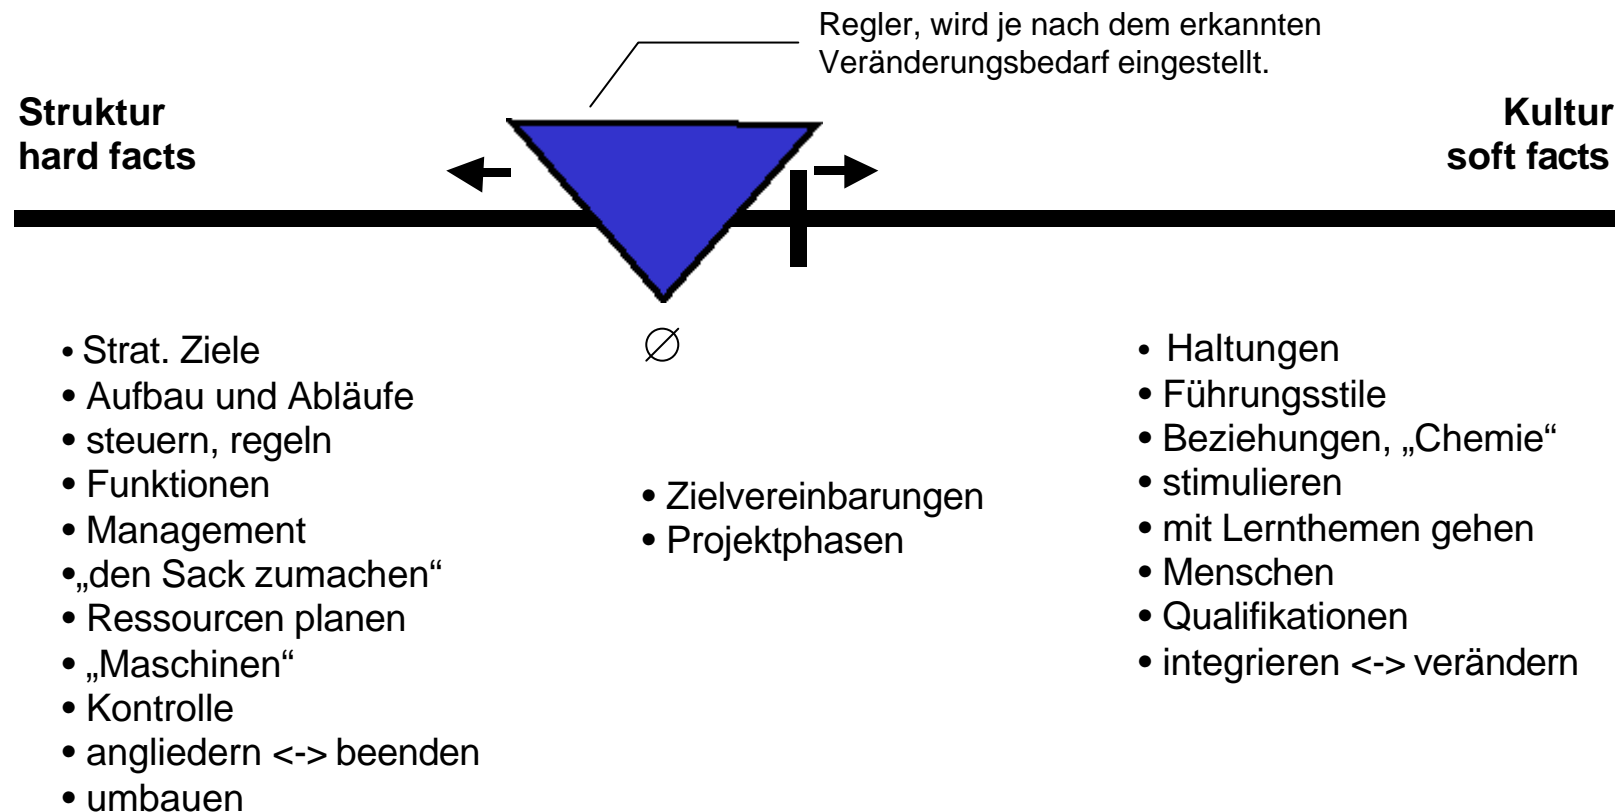 Regler, wird je nach dem erkannten
Veränderungsbedarf eingestellt.
Struktur
hard facts
Kultur
soft facts
∅
• Strat. Ziele
• Aufbau und Abläufe
• steuern, regeln
• Funktionen
• Management
•„den Sack zumachen“
• Ressourcen planen
• „Maschinen“
• Kontrolle
• angliedern <-> beenden
• umbauen
• Zielvereinbarungen
• Projektphasen
• Haltungen
• Führungsstile
• Beziehungen, „Chemie“
• stimulieren
• mit Lernthemen gehen
• Menschen
• Qualifikationen
• integrieren <-> verändern